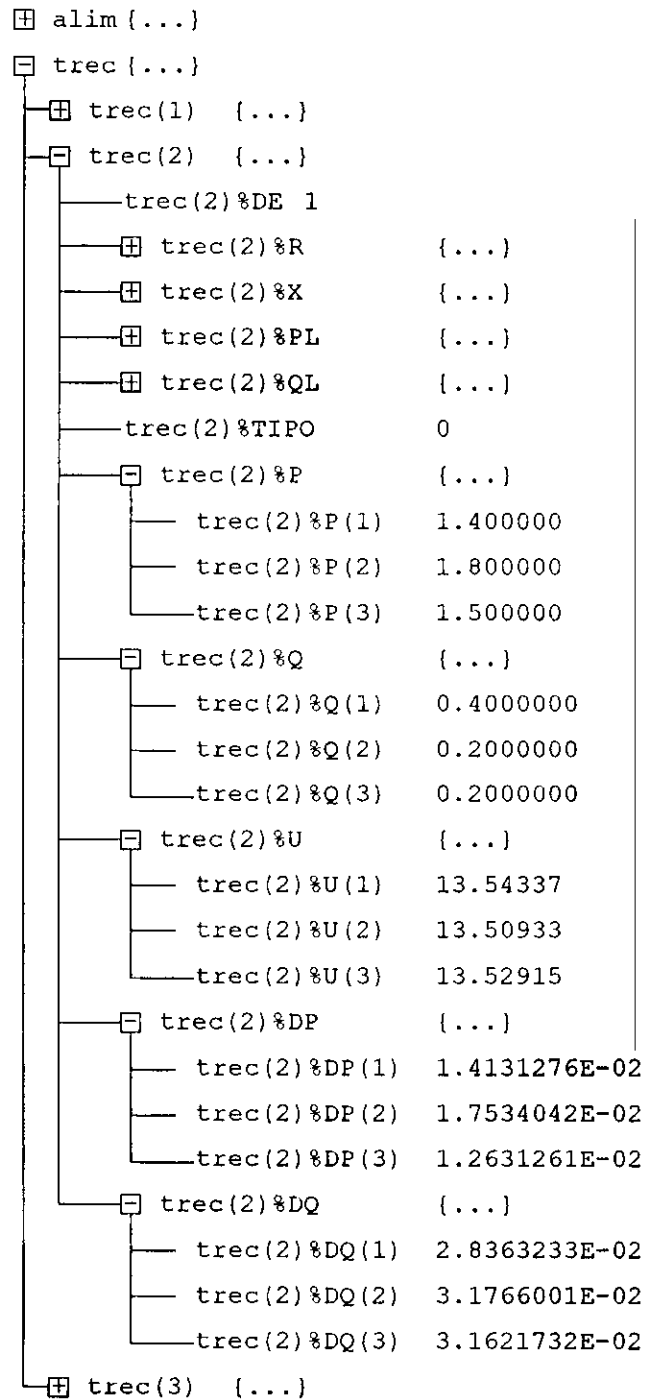 alim {...}
trec {...}
trec(1) {...}
trec(2) {...}
trec(2)%DE 1
trec(2)%R {...}
trec(2)%X {...}
trec(2)%PL {...}
trec(2)%QL {...}
trec(2)%TIPO 0
trec(2)%P {...}
trec(2)%P(1) 1.400000
trec(2)%P(2) 1.800000
trec(2)%P(3) 1.500000
trec(2)%Q {...}
trec(2)%Q(1) 0.4000000
trec(2)%Q(2) 0.2000000
trec(2)%Q(3) 0.2000000
trec(2)%U {...}
trec(2)%U(1) 13.54337
trec(2)%U(2) 13.50933
trec(2)%U(3) 13.52915
trec(2)%DP {...}
trec(2)%DP(1) 1.4131276E-02
trec(2)%DP(2) 1.7534042E-02
trec(2)%DP(3) 1.2631261E-02
trec(2)%DQ {...}
trec(2)%DQ(1) 2.8363233E-02
trec(2)%DQ(2) 3.1766001E-02
trec(2)%DQ(3) 3.1621732E-02
trec(3) {...}